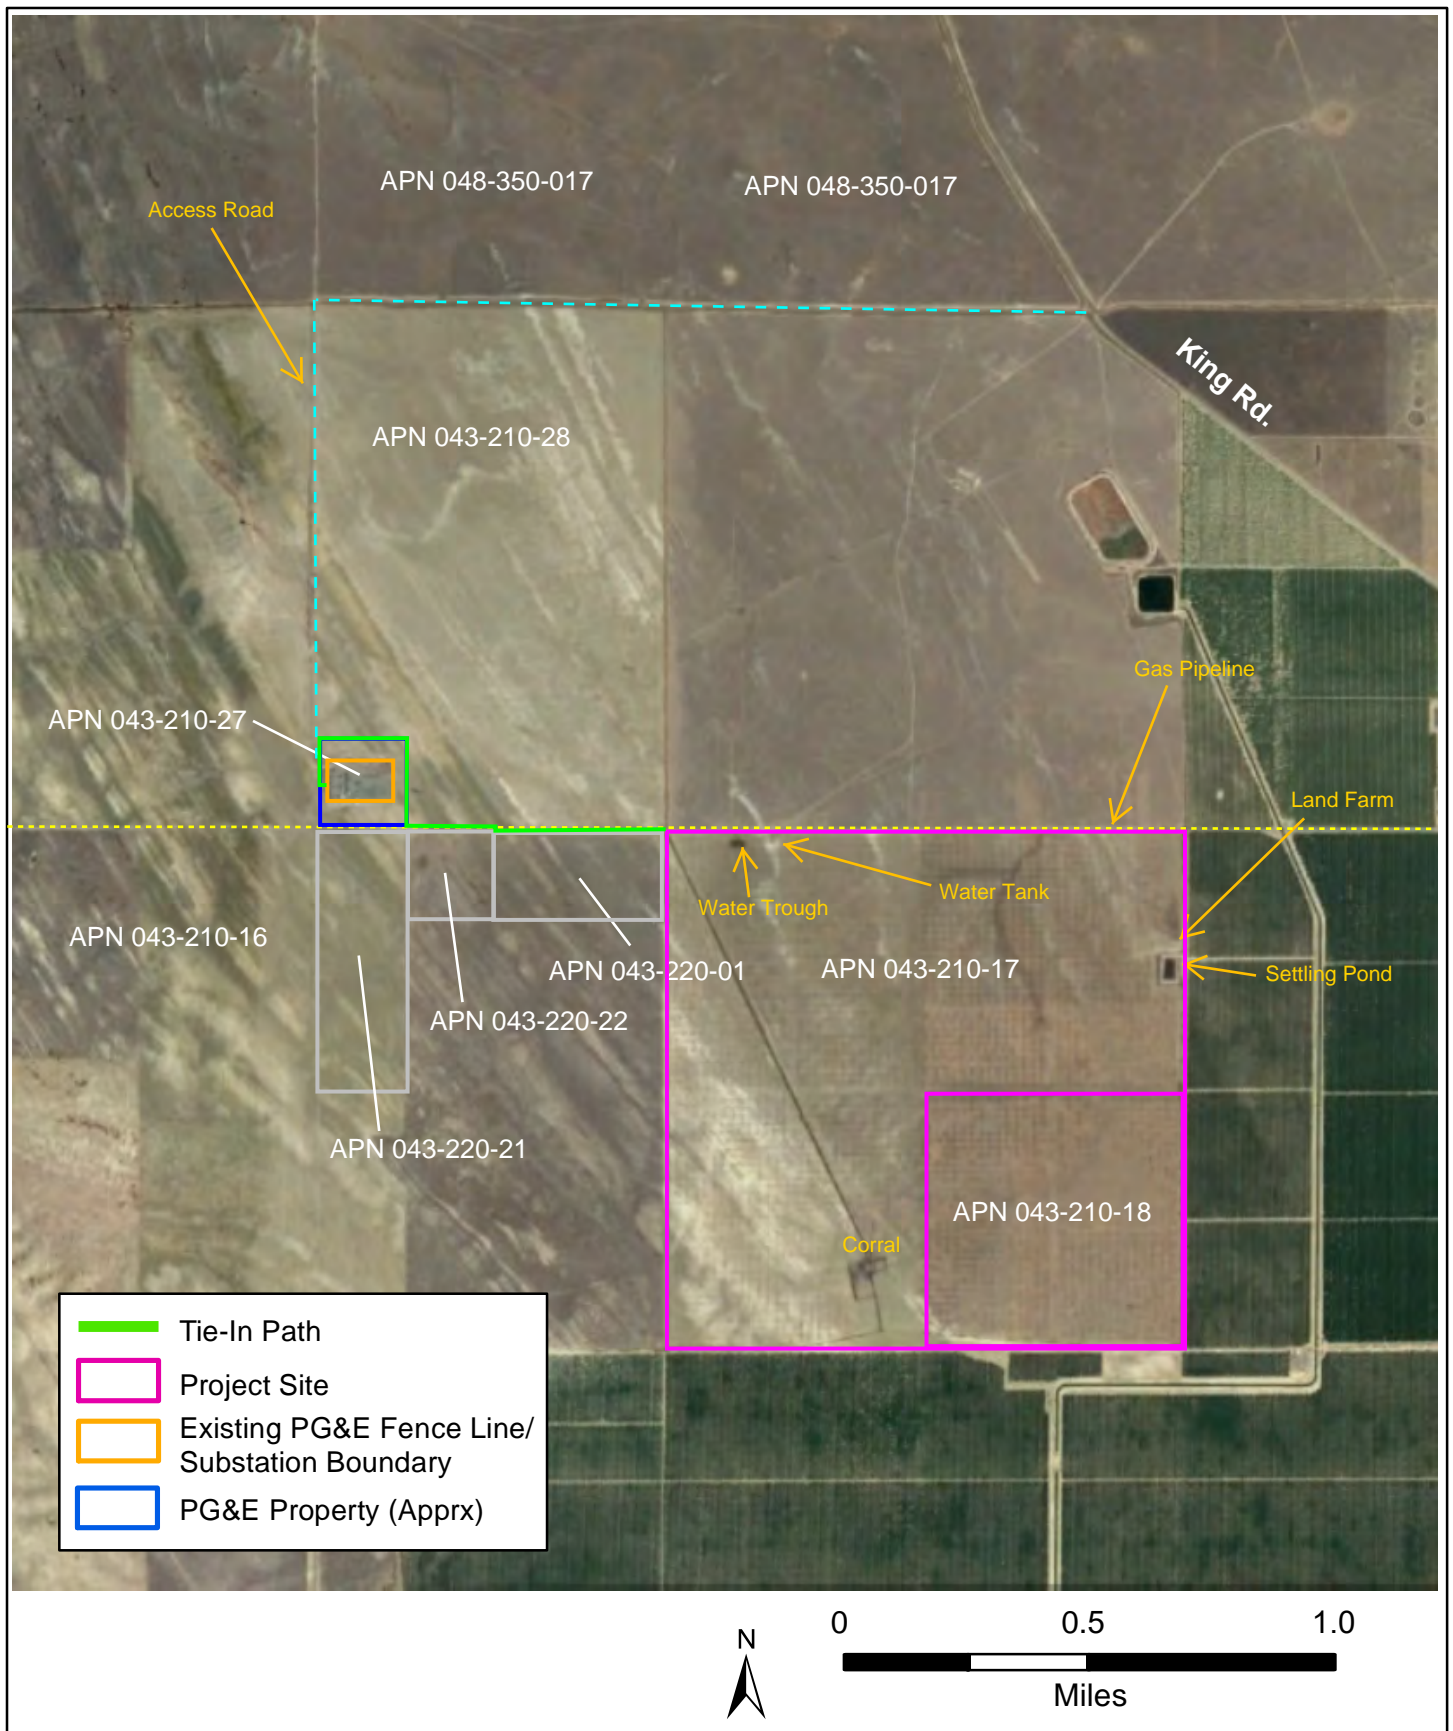 APN 048-350-017
APN 048-350-017
Access Road
King Rd.
APN 043-210-28
Gas Pipeline
APN 043-210-27
Land Farm
Water Tank
Water Trough
APN 043-210-16
APN 043-220-01
APN 043-210-17
Settling Pond
APN 043-220-22
APN 043-220-21
APN 043-210-18
Corral
Tie-In Path
Project Site
Existing PG&E Fence Line/
Substation Boundary
PG&E Property (Apprx)
N
0 0.5 1.0
Miles